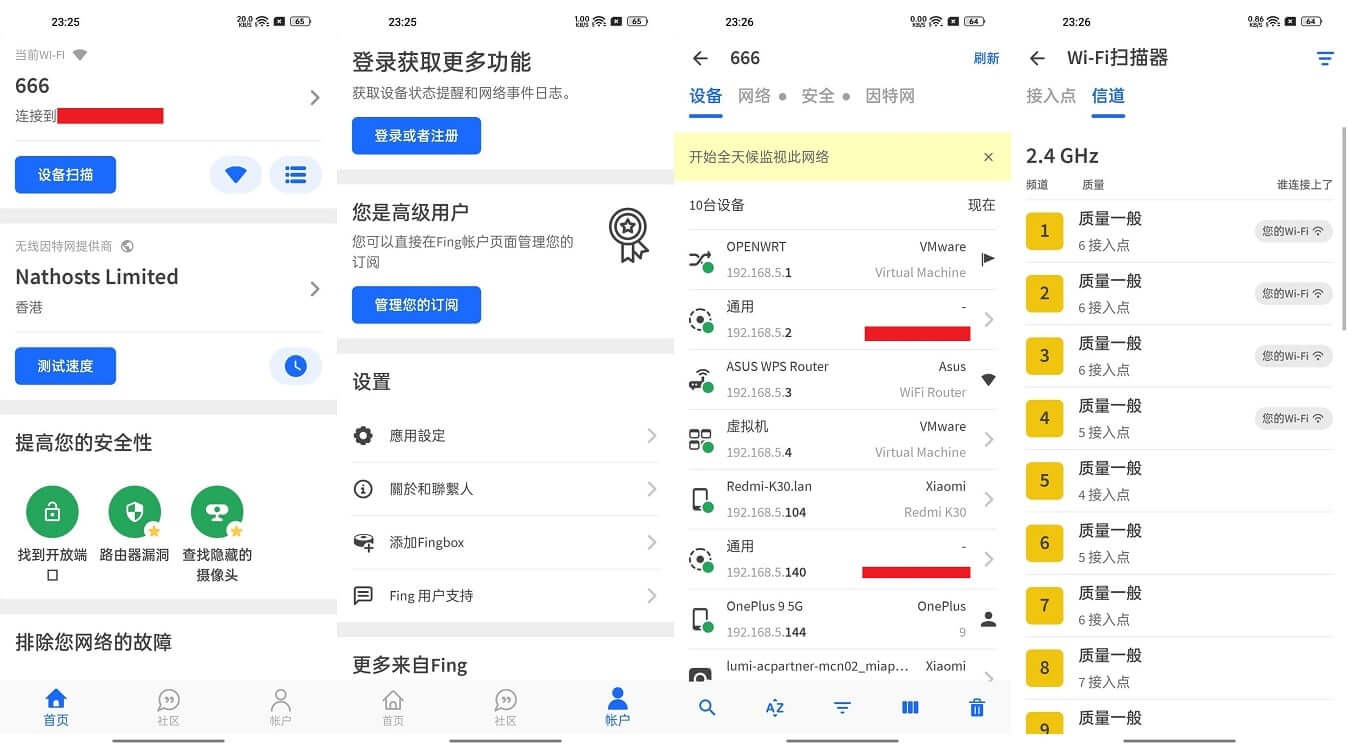 23:25
20.0 KB/S
65
当前WI-FI
666
连接到
设备扫描
无线因特网提供商
Nathosts Limited
香港
测试速度
提高您的安全性
找到开放端口
路由器漏洞
查找隐藏的
摄像头
排除您网络的故障
首页
社区
帐户
23:25
1.00 KB/S
65
登录获取更多功能
获取设备状态提醒和网络事件日志。
登录或者注册
您是高级用户
您可以直接在Fing帐户页面管理您的
订阅
管理您的订阅
设置
應用設定
關於和聯繫人
添加Fingbox
Fing 用户支持
更多来自Fing
首页
社区
帐户
23:26
0.00 KB/S
64
666
刷新
设备
网络
安全
因特网
开始全天候监视此网络
×
10台设备
现在
OPENWRT
VMware
192.168.5.1
Virtual Machine
通用
-
192.168.5.2
ASUS WPS Router
Asus
192.168.5.3
WiFi Router
虚拟机
VMware
192.168.5.4
Virtual Machine
Redmi-K30.lan
Xiaomi
192.168.5.104
Redmi K30
通用
-
192.168.5.140
OnePlus 9 5G
OnePlus
192.168.5.144
9
lumi-acpartner-mcn02_miap…
Xiaomi
AZ
23:26
0.86 KB/S
64
Wi-Fi扫描器
接入点
信道
2.4 GHz
频道
质量
谁连接上了
1
质量一般
6 接入点
您的Wi-Fi
2
质量一般
6 接入点
您的Wi-Fi
3
质量一般
6 接入点
您的Wi-Fi
4
质量一般
5 接入点
您的Wi-Fi
5
质量一般
4 接入点
6
质量一般
5 接入点
7
质量一般
6 接入点
8
质量一般
7 接入点
9
质量一般